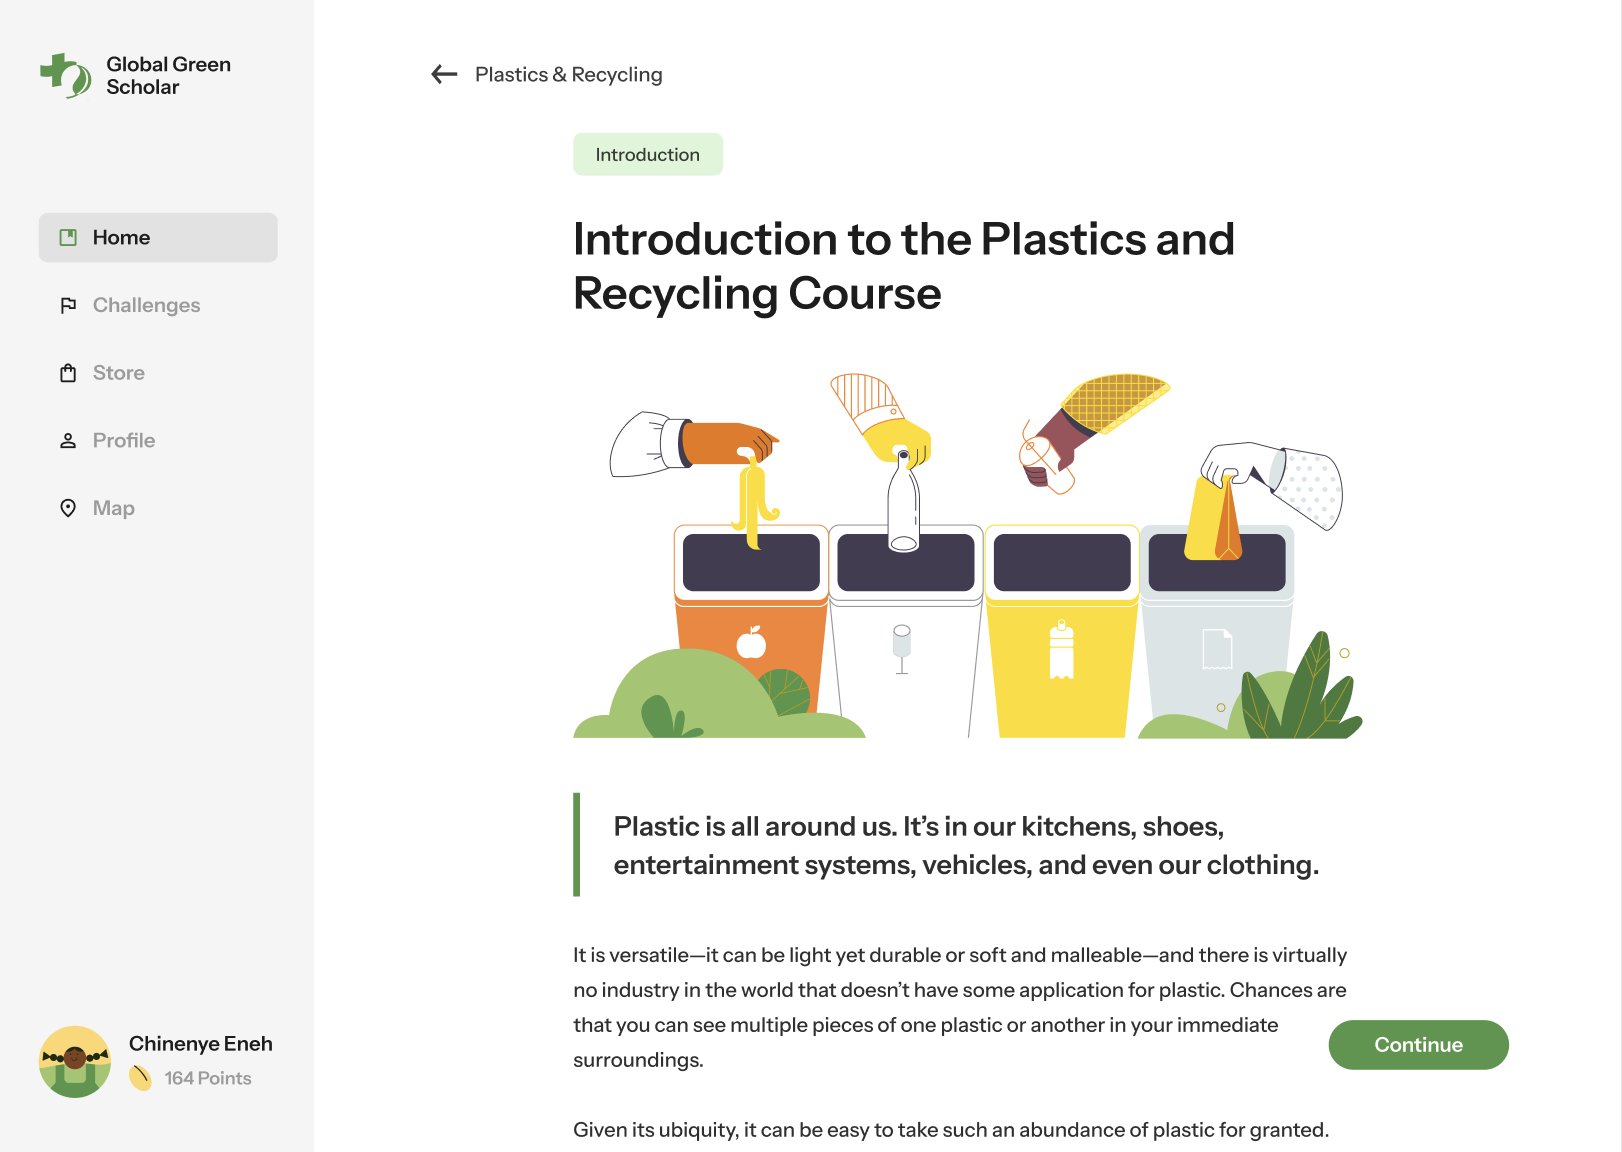 Global Green
Scholar
Home
Challenges
Store
Profile
Map
Chinenye Eneh
164 Points
Plastics & Recycling
Introduction
Introduction to the Plastics and
Recycling Course
Plastic is all around us. It’s in our kitchens, shoes,
entertainment systems, vehicles, and even our clothing.
It is versatile—it can be light yet durable or soft and malleable—and there is virtually
no industry in the world that doesn’t have some application for plastic. Chances are
that you can see multiple pieces of one plastic or another in your immediate
surroundings.
Continue
Given its ubiquity, it can be easy to take such an abundance of plastic for granted.